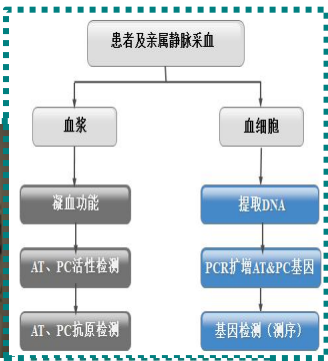 患者及亲属静脉采血
血浆
血细胞
凝血功能
提取DNA
AT、PC活性检测
PCR扩增AT&PC基因
AT、PC抗原检测
基因检测（测序）